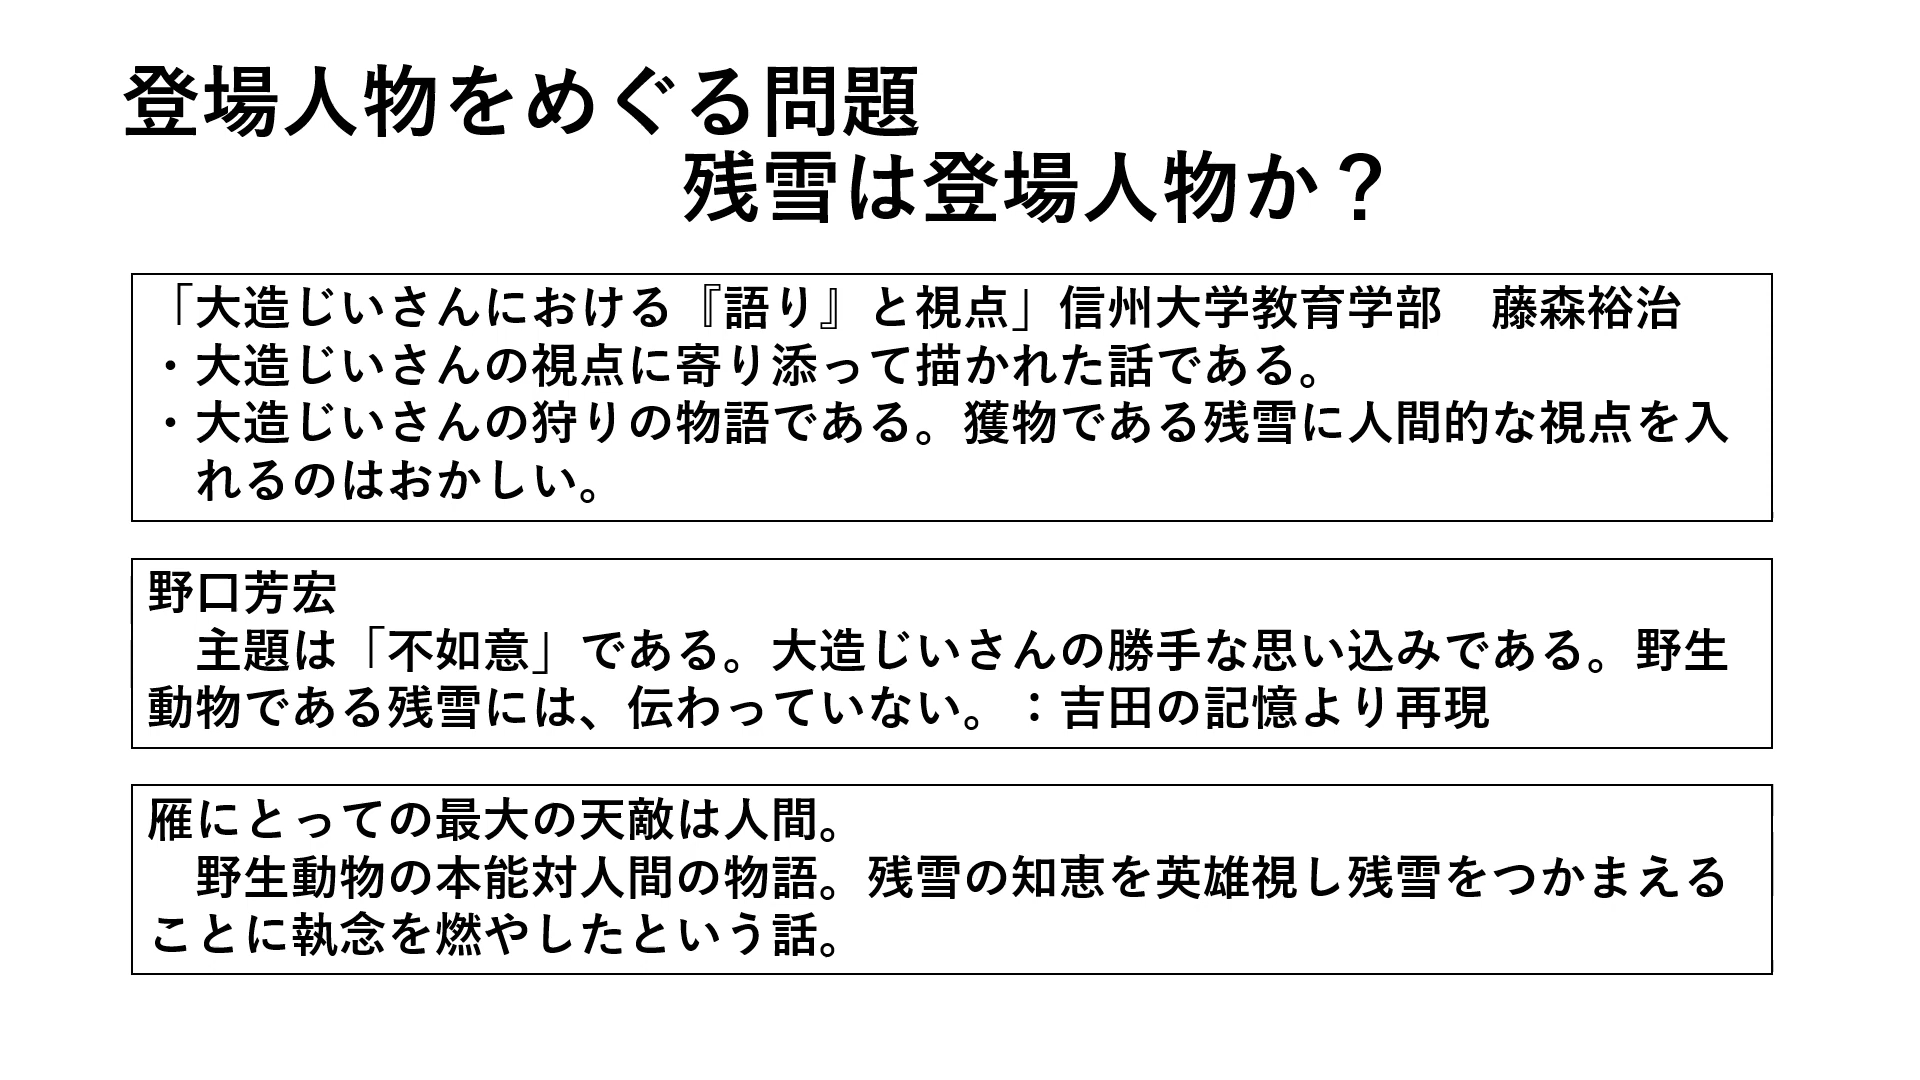 登場人物をめぐる問題
残雪は登場人物か？
「大造じいさんにおける『語り』と視点」信州大学教育学部　藤森裕治
・大造じいさんの視点に寄り添って描かれた話である。
・大造じいさんの狩りの物語である。獲物である残雪に人間的な視点を入
れるのはおかしい。
野口芳宏
主題は「不如意」である。大造じいさんの勝手な思い込みである。野生
動物である残雪には、伝わっていない。：吉田の記憶より再現
雁にとっての最大の天敵は人間。
野生動物の本能対人間の物語。残雪の知恵を英雄視し残雪をつかまえる
ことに執念を燃やしたという話。